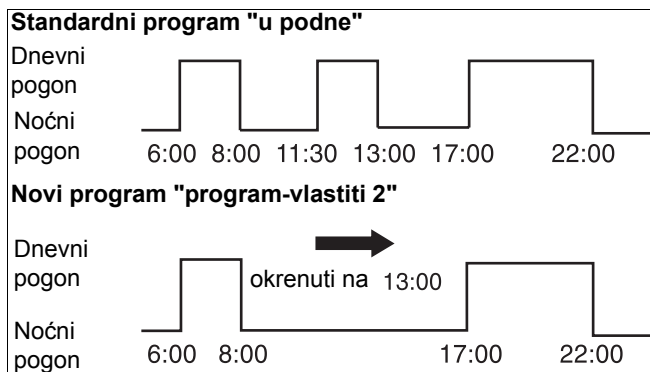 Standardni program "u podne"
Dnevni
pogon
Noćni
pogon
6:00 8:00 11:30 13:00 17:00 22:00
Novi program "program-vlastiti 2"
Dnevni
pogon
okrenuti na 13:00
Noćni
pogon
6:00 8:00 17:00 22:00